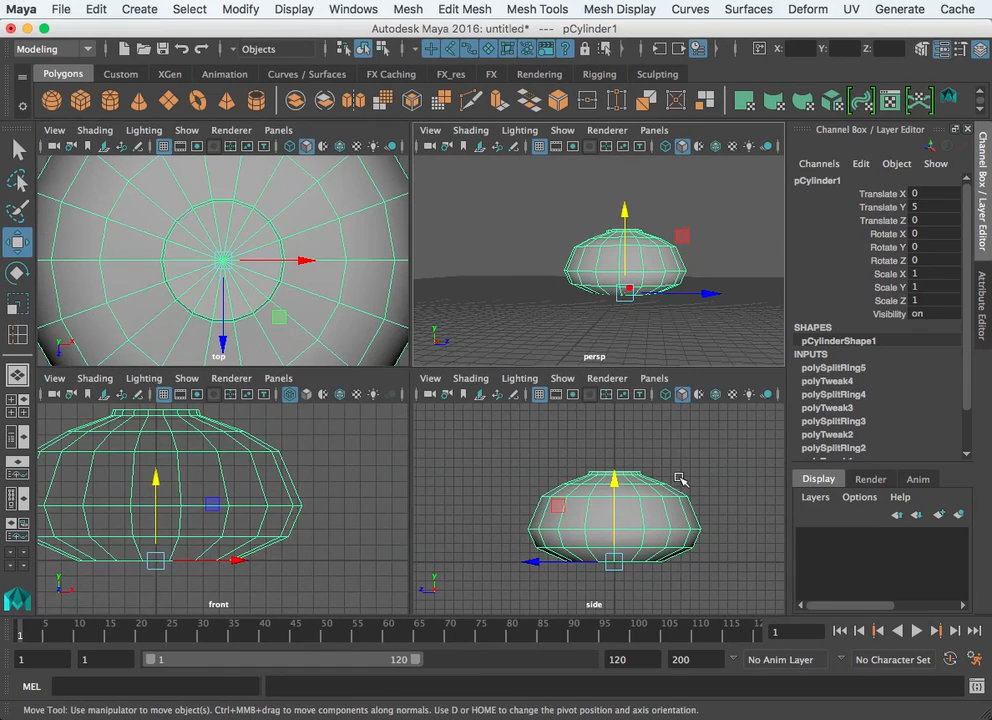 Maya File Edit Create Select Modify Display Windows Mesh Edit Mesh Mesh Tools Mesh Display Curves Surfaces Deform UV Generate Cache
Autodesk Maya 2016: untitled* --- pCylinder1
Modeling Objects X: Y: Z:
Polygons Custom XGen Animation Curves / Surfaces FX Caching FX_res FX Rendering Rigging Sculpting
View Shading Lighting Show Renderer Panels
View Shading Lighting Show Renderer Panels
Channel Box / Layer Editor
Channels Edit Object Show
pCylinder1
Translate X 0
Translate Y 5
Translate Z 0
Rotate X 0
Rotate Y 0
Rotate Z 0
Scale X 1
Scale Y 1
Scale Z 1
Visibility on
SHAPES
pCylinderShape1
INPUTS
polySplitRing5
polyTweak4
polySplitRing4
polyTweak3
polySplitRing3
polyTweak2
polySplitRing2
Channel Box / Layer Editor
Attribute Editor
top
persp
View Shading Lighting Show Renderer Panels
View Shading Lighting Show Renderer Panels
front
side
Display Render Anim
Layers Options Help
5 10 15 20 25 30 35 40 45 50 55 60 65 70 75 80 85 90 95 100 105 110 115 12
1
1
1 1 1 120 120 200 No Anim Layer No Character Set
MEL
Move Tool: Use manipulator to move object(s). Ctrl+MMB+drag to move components along normals. Use D or HOME to change the pivot position and axis orientation.